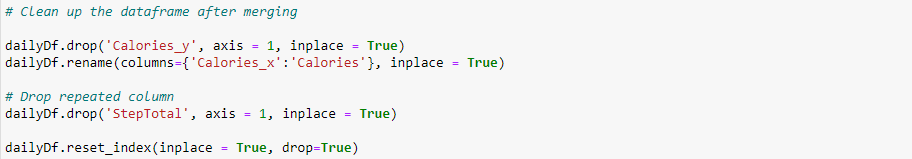 # Clean up the dataframe after merging
dailyDf.drop('Calories_y', axis = 1, inplace = True)
dailyDf.rename(columns={'Calories_x':'Calories'}, inplace = True)
# Drop repeated column
dailyDf.drop('StepTotal', axis = 1, inplace = True)
dailyDf.reset_index(inplace = True, drop=True)